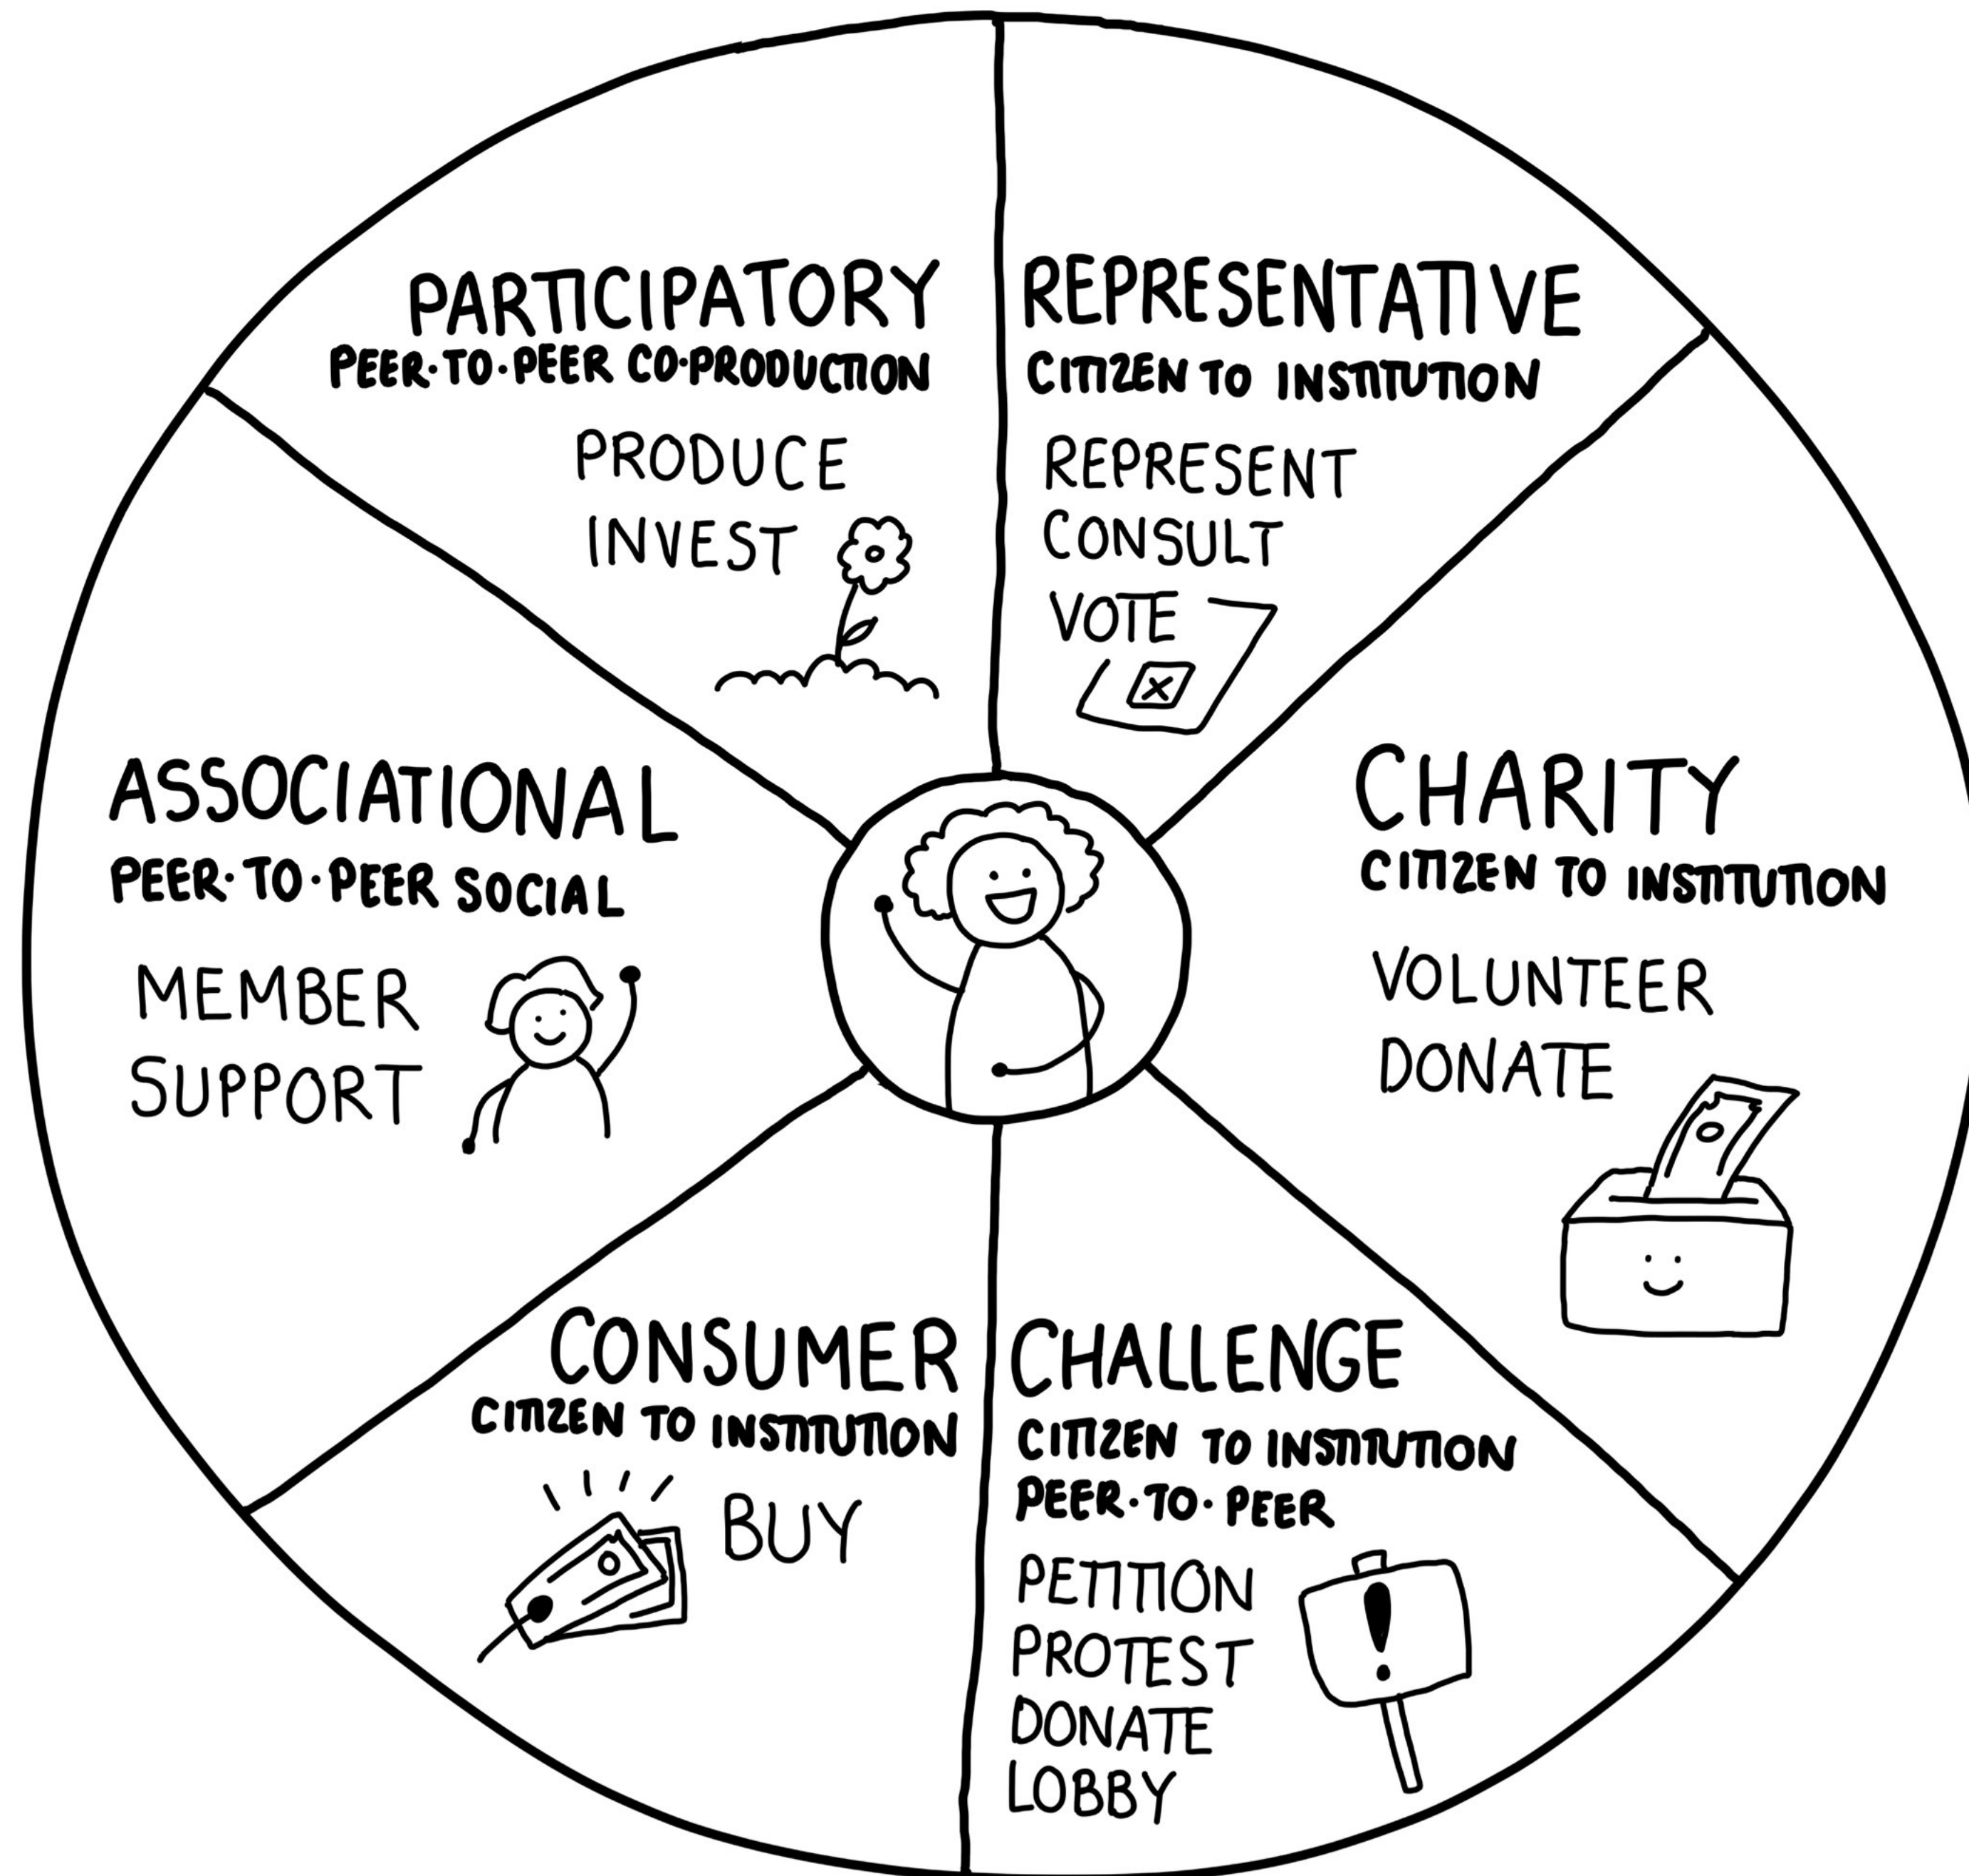 PARTICIPATORY
PEER·TO·PEER CO·PRODUCTION
PRODUCE
INVEST
REPRESENTATIVE
CITIZEN TO INSTITUTION
REPRESENT
CONSULT
VOTE
X
ASSOCIATIONAL
PEER·TO·PEER SOCIAL
MEMBER
SUPPORT
CHARITY
CITIZEN TO INSTITUTION
VOLUNTEER
DONATE
CONSUMER
CITIZEN TO INSTITUTION
BUY
CHALLENGE
CITIZEN TO INSTITUTION
PEER·TO·PEER
PETITION
PROTEST
DONATE
LOBBY
!